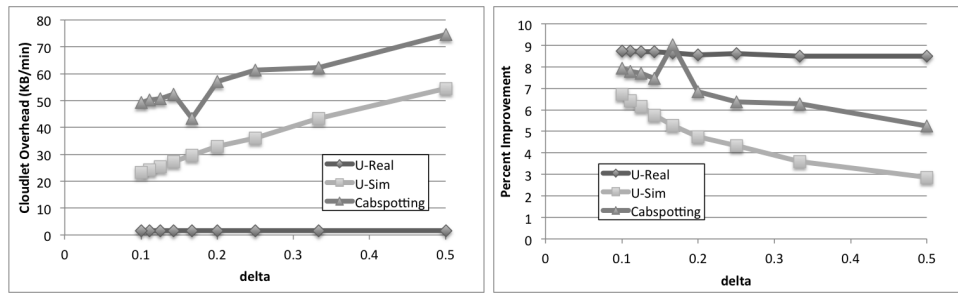 Cloudlet Overhead (KB/min)
80
70
60
50
40
30
20
10
0
U-Real
U-Sim
Cabspotting
0 0.1 0.2 0.3 0.4 0.5
delta
Percent Improvement
10
9
8
7
6
5
4
3
2
1
0
U-Real
U-Sim
Cabspotting
0 0.1 0.2 0.3 0.4 0.5
delta